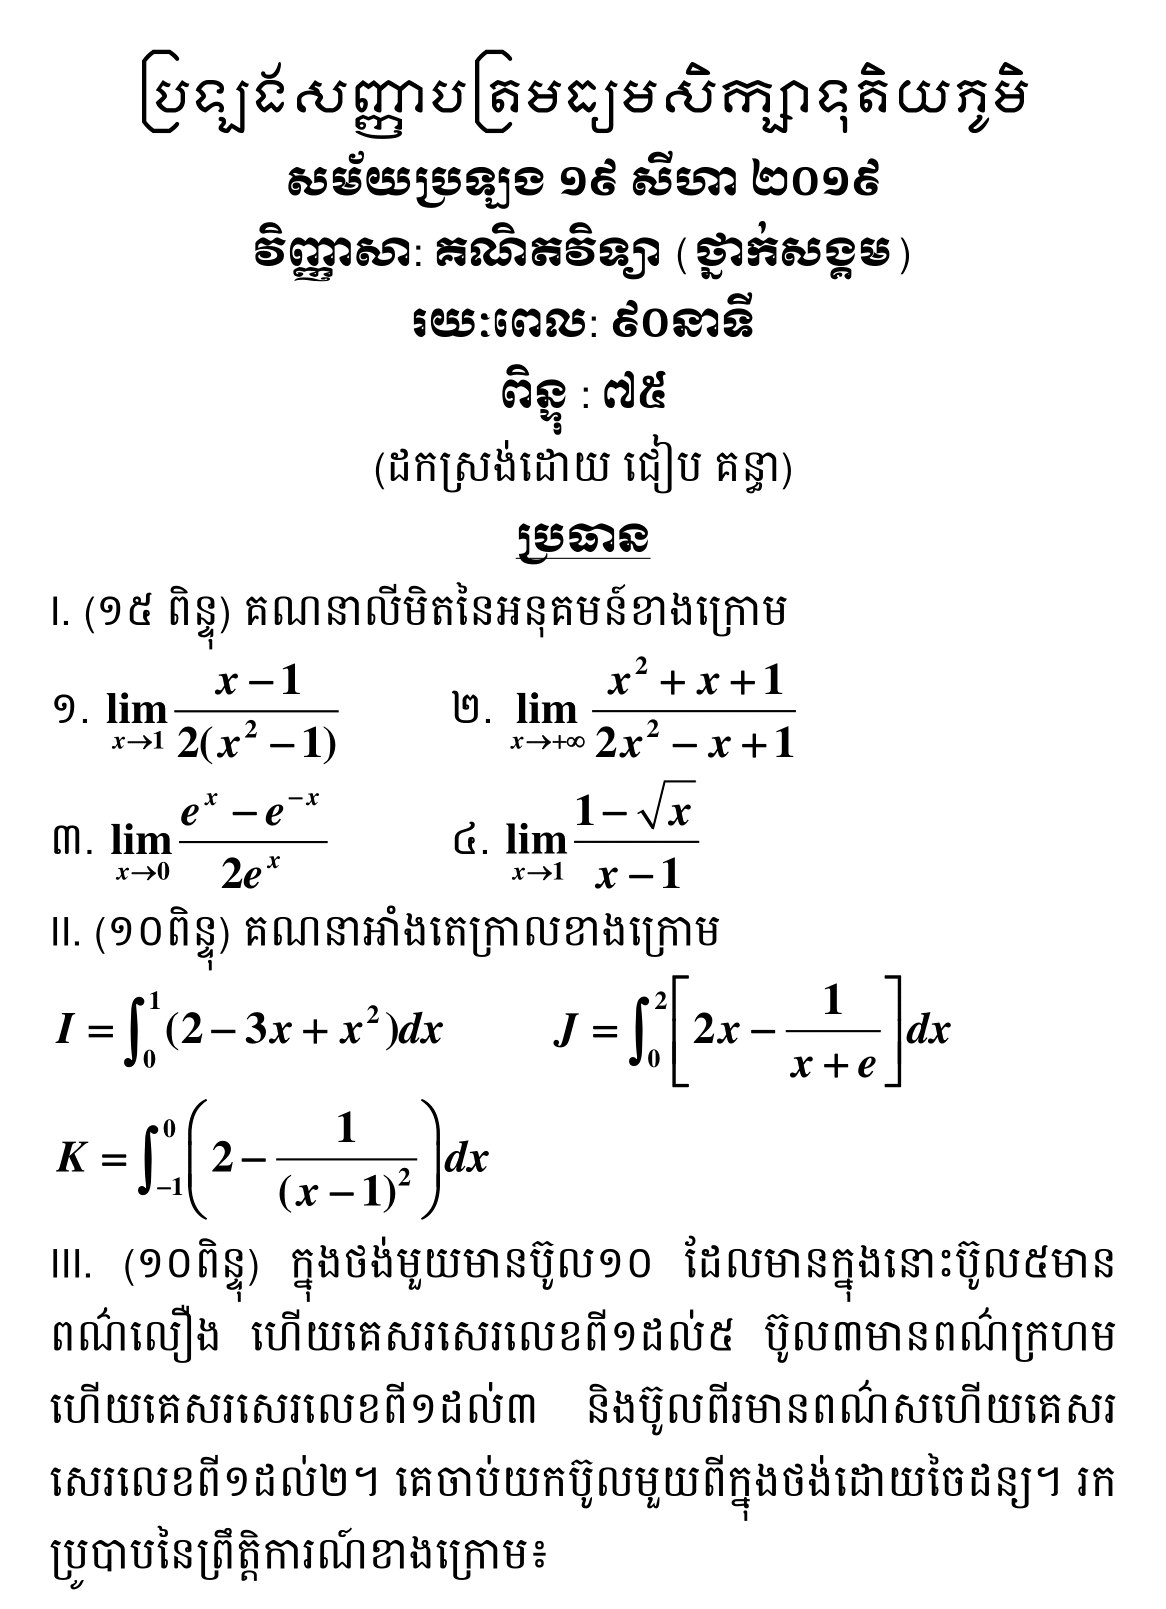 ប្រឡងសញ្ញាបត្រមធ្យមសិក្សាទុតិយភូមិ
សម័យប្រឡង ១៩ សីហា ២០១៩
វិញ្ញាសា: គណិតវិទ្យា (ថ្នាក់សង្គម)
រយៈពេល: ៩០នាទី
ពិន្ទុ : ៧៥
(ដកស្រង់ដោយ ជៀប គន្ធា)
ប្រធាន
I. (១៥ ពិន្ទុ) គណនាលីមិតនៃអនុគមន៍ខាងក្រោម
១. $\lim_{x \to 1} \frac{x-1}{2(x^2-1)}$ ២. $\lim_{x \to +\infty} \frac{x^2+x+1}{2x^2-x+1}$
៣. $\lim_{x \to 0} \frac{e^x-e^{-x}}{2e^x}$ ៤. $\lim_{x \to 1} \frac{1-\sqrt{x}}{x-1}$
II. (១០ពិន្ទុ) គណនាអាំងតេក្រាលខាងក្រោម
$I = \int_0^1 (2-3x+x^2)dx$ $J = \int_0^2 \left[2x-\frac{1}{x+e}\right]dx$
$K = \int_{-1}^0 \left(2-\frac{1}{(x-1)^2}\right)dx$
III. (១០ពិន្ទុ) ក្នុងថង់មួយមានប៊ូល១០ ដែលមានក្នុងនោះប៊ូល៥មាន
ពណ៌លឿង ហើយគេសរសេរលេខពី១ដល់៥ ប៊ូល៣មានពណ៌ក្រហម
ហើយគេសរសេរលេខពី១ដល់៣ និងប៊ូលពីរមានពណ៌សហើយគេសរ
សេរលេខពី១ដល់២។ គេចាប់យកប៊ូលមួយពីក្នុងថង់ដោយចៃដន្យ។ រក
ប្រូបាបនៃព្រឹត្តិការណ៍ខាងក្រោម៖